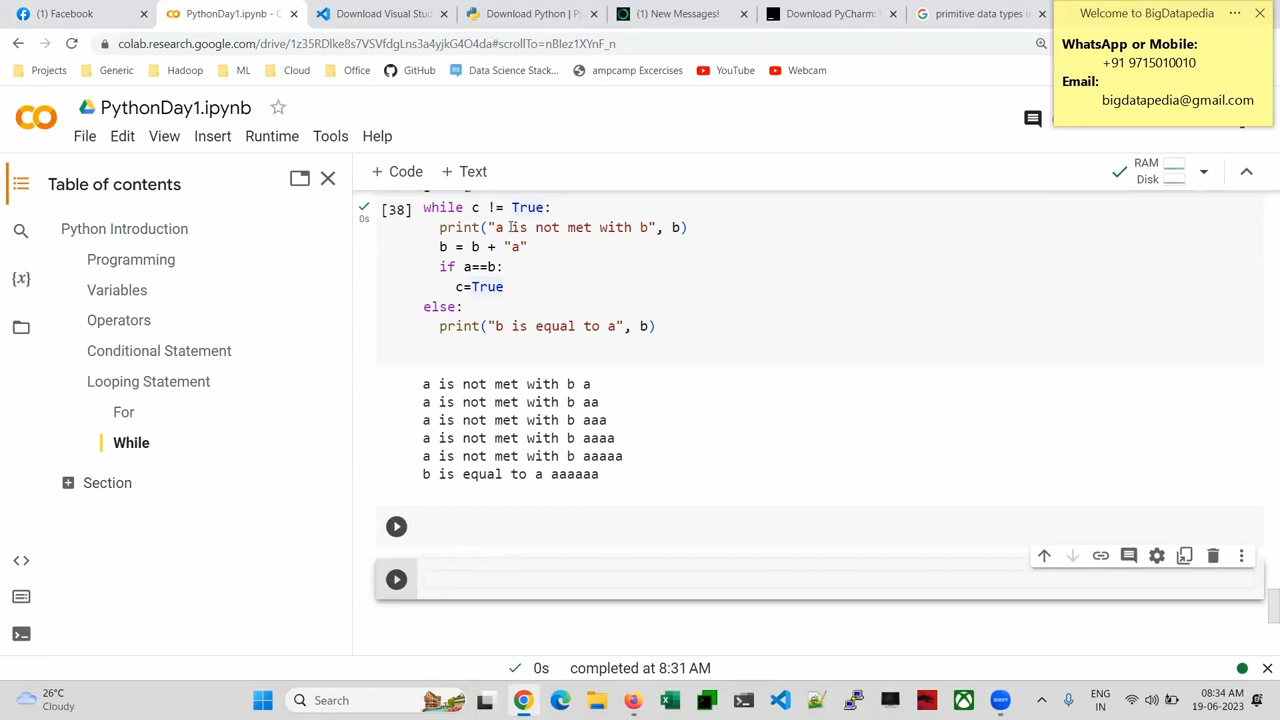 Facebook
PythonDay1.ipynb - C
Download Visual Stud
Download Python | Py
(1) New Messages!
Download PyCharm
primitive data types i
Welcome to BigDatapedia
colab.research.google.com/drive/
WhatsApp or Mobile:
+91 9715010010
Email:
bigdatapedia@gmail.com
Projects
Generic
Hadoop
ML
Cloud
Office
GitHub
Data Science Stack...
ampcamp Excercises
YouTube
Webcam
PythonDay1.ipynb
File Edit View Insert Runtime Tools Help
Table of contents
+ Code + Text
RAM
Disk
Python Introduction
Programming
Variables
Operators
Conditional Statement
Looping Statement
For
While
Section
0s
[38] while c != True:
print("a is not met with b", b)
b = b + "a"
if a==b:
c=True
else:
print("b is equal to a", b)
a is not met with b a
a is not met with b aa
a is not met with b aaa
a is not met with b aaaa
a is not met with b aaaaa
b is equal to a aaaaaa
0s completed at 8:31 AM
26°C
Cloudy
Search
ENG
IN
08:34 AM
19-06-2023